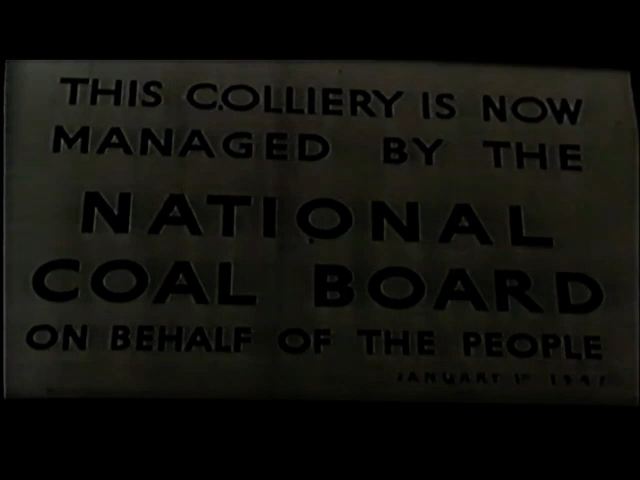 THIS COLLIERY IS NOW
MANAGED BY THE
NATIONAL
COAL BOARD
ON BEHALF OF THE PEOPLE
JANUARY 1ST 1947